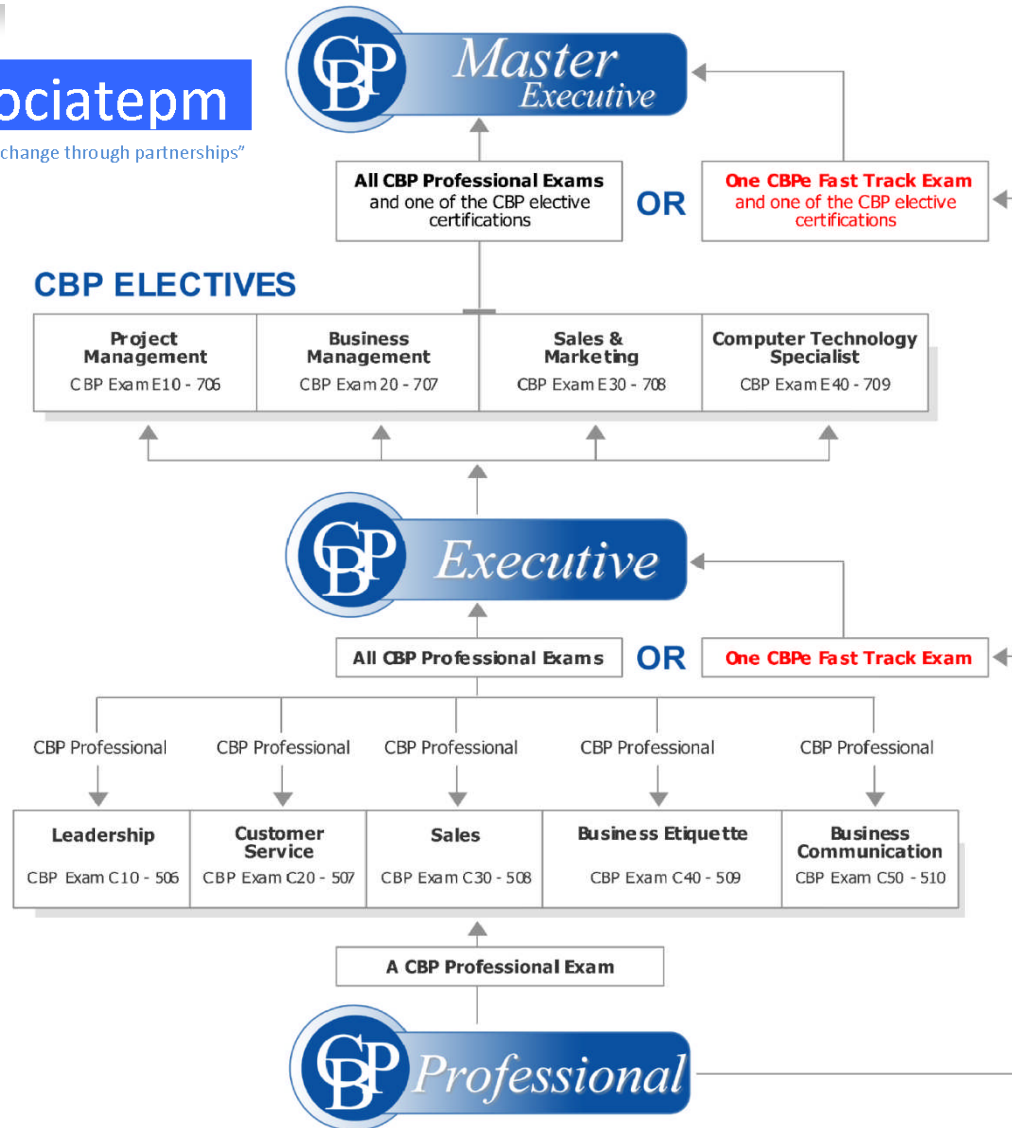 CBP Master
Executive
ociatepm
change through partnerships”
All CBP Professional Exams
and one of the CBP elective
certifications
OR
One CBPe Fast Track Exam
and one of the CBP elective
certifications
CBP ELECTIVES
Project
Management
CBP Exam E10 - 706
Business
Management
CBP Exam 20 - 707
Sales &
Marketing
CBP Exam E30 - 708
Computer Technology
Specialist
CBP Exam E40 - 709
CBP Executive
All CBP Professional Exams
OR
One CBPe Fast Track Exam
CBP Professional
CBP Professional
CBP Professional
CBP Professional
CBP Professional
Leadership
CBP Exam C10 - 506
Customer
Service
CBP Exam C20 - 507
Sales
CBP Exam C30 - 508
Business Etiquette
CBP Exam C40 - 509
Business
Communication
CBP Exam C50 - 510
A CBP Professional Exam
CBP Professional